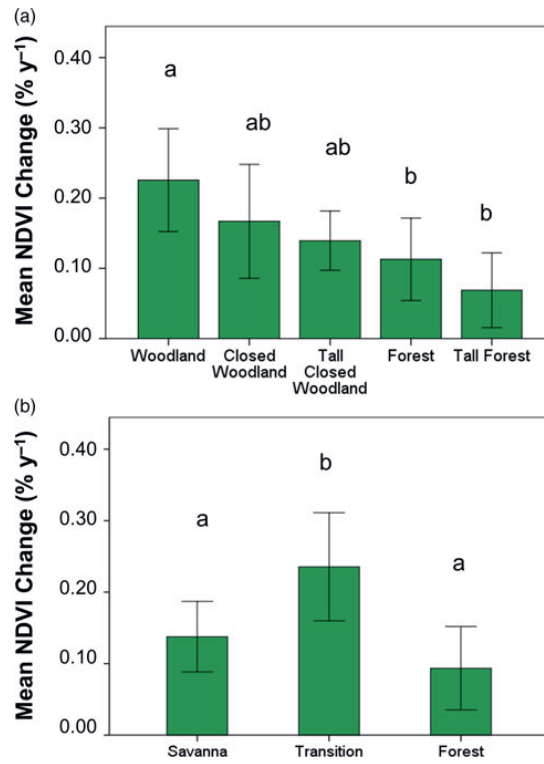 (a)
Mean NDVI Change (% y⁻¹)
0.40
0.30
0.20
0.10
0.00
a
ab
ab
b
b
Woodland
Closed
Woodland
Tall
Closed
Woodland
Forest
Tall Forest
(b)
Mean NDVI Change (% y⁻¹)
0.40
0.30
0.20
0.10
0.00
a
b
a
Savanna
Transition
Forest